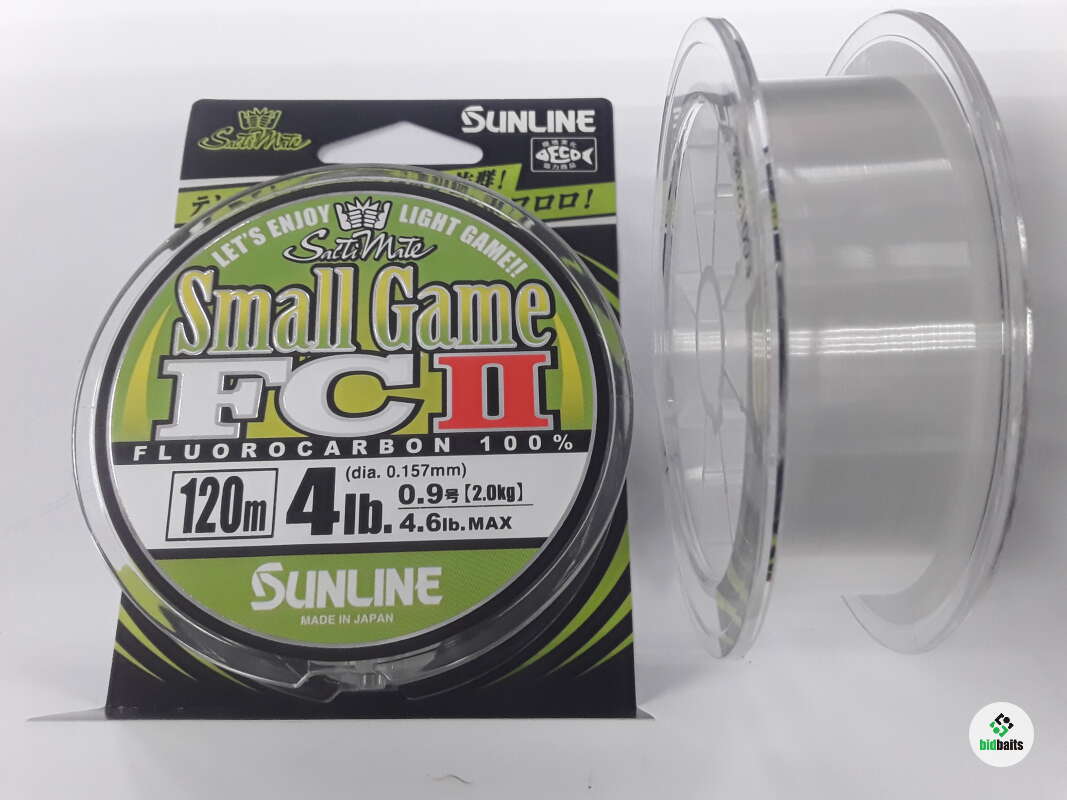 SaltiMate
SUNLINE
ECO
LET'S ENJOY LIGHT GAME!!
SaltiMate
Small Game
FC II
FLUOROCARBON 100%
120m 4lb. (dia. 0.157mm)
0.9号【2.0kg】
4.6lb. MAX
SUNLINE
MADE IN JAPAN
bidbaits